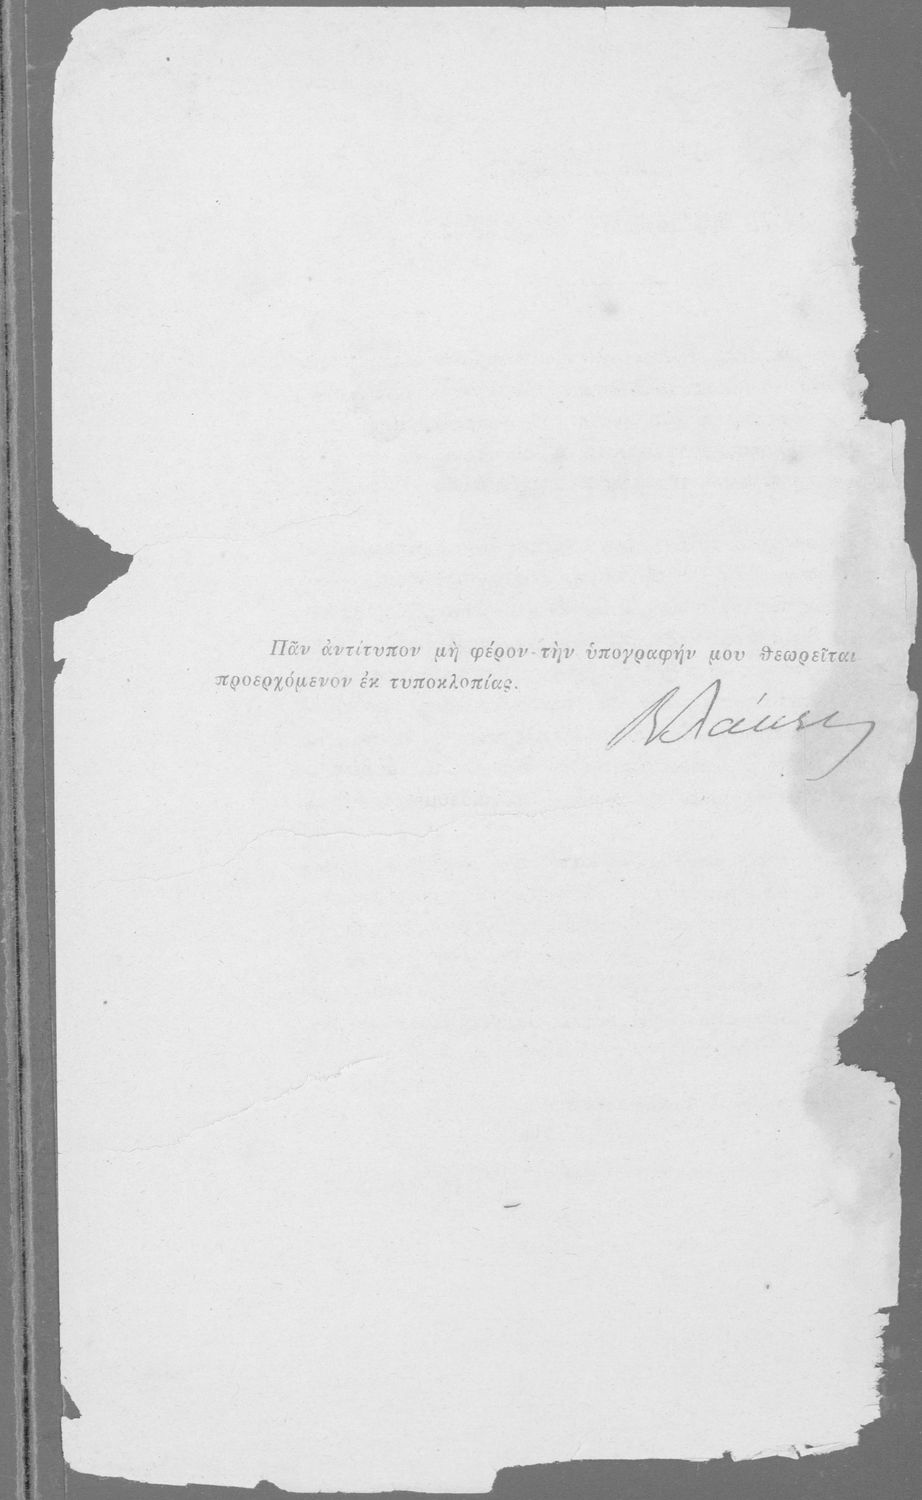 Πᾶν ἀντίτυπον μὴ φέρον τὴν ὑπογραφήν μου θεωρεῖται
προερχόμενον ἐκ τυποκλοπίας.